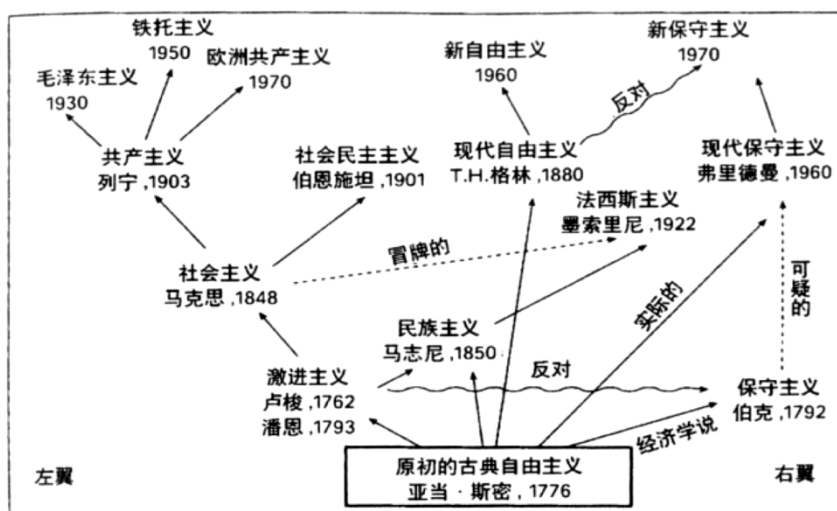 铁托主义
1950
欧洲共产主义
1970
毛泽东主义
1930
新自由主义
1960
新保守主义
1970
反对
共产主义
列宁,1903
社会民主主义
伯恩施坦,1901
现代自由主义
T.H.格林,1880
现代保守主义
弗里德曼,1960
法西斯主义
墨索里尼,1922
冒牌的
社会主义
马克思,1848
实际的
可疑的
民族主义
马志尼,1850
激进主义
卢梭,1762
潘恩,1793
反对
保守主义
伯克,1792
经济学说
原初的古典自由主义
亚当·斯密,1776
左翼
右翼